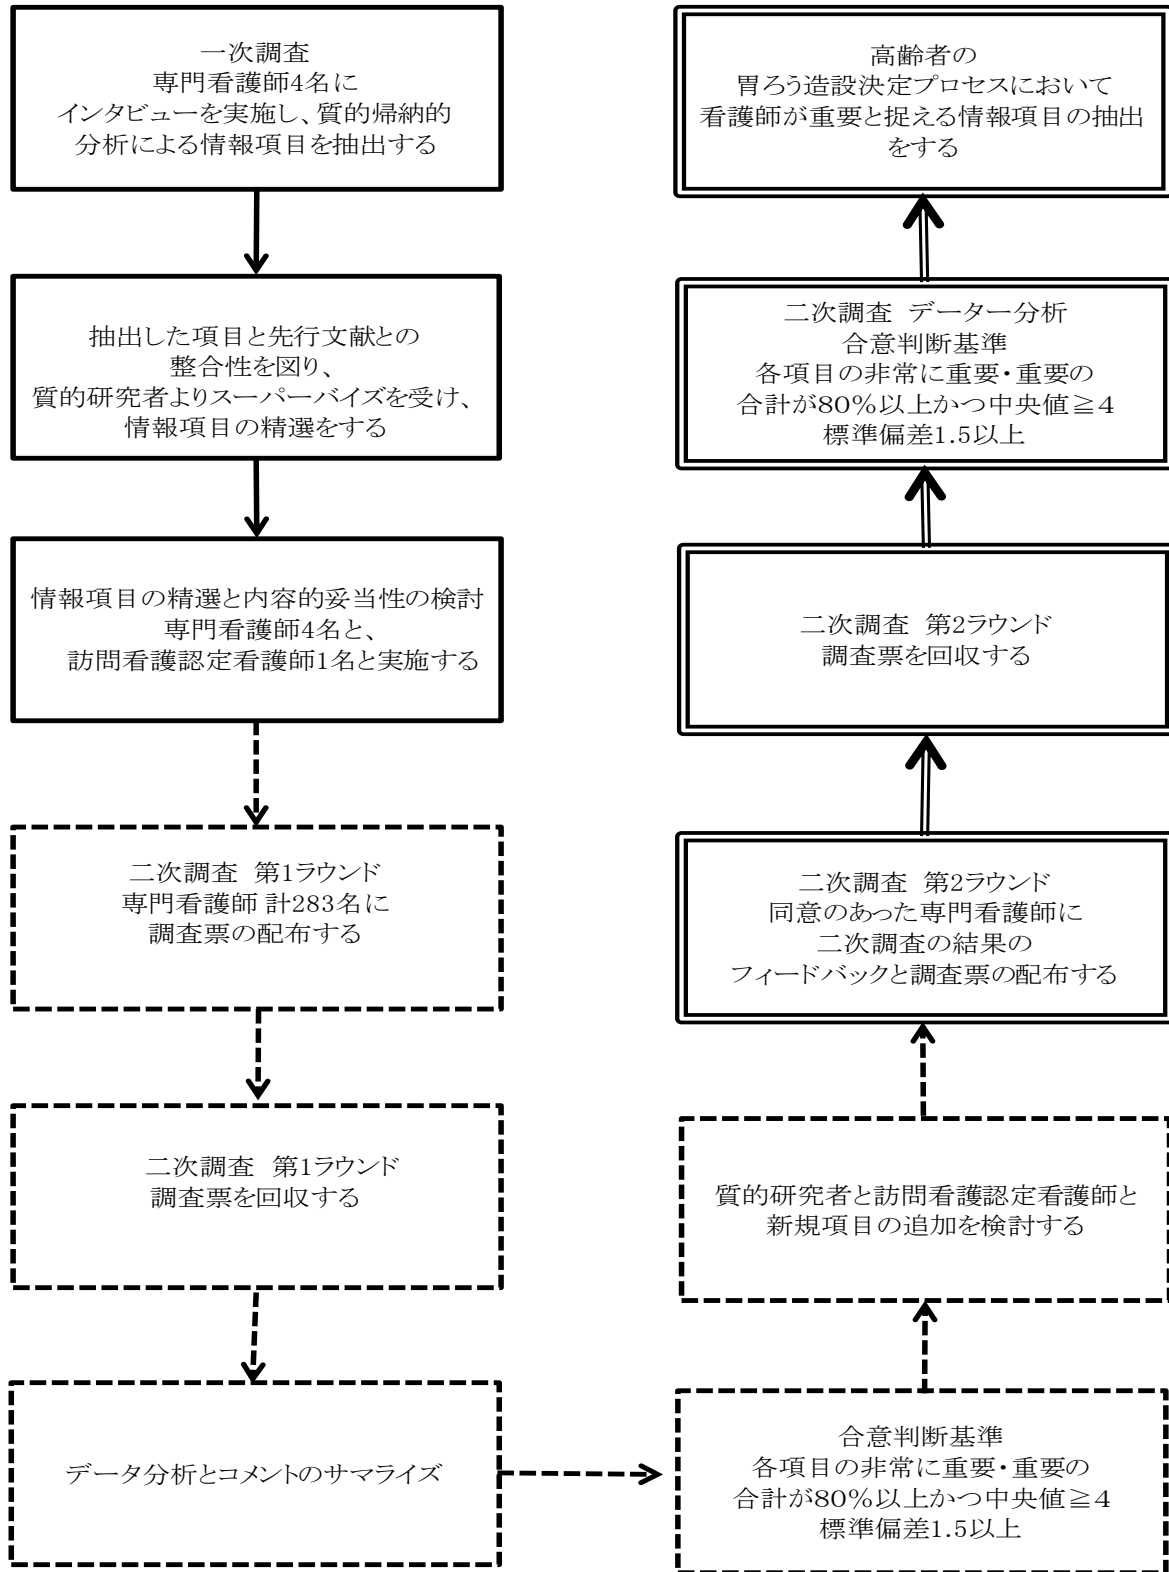 一次調査
専門看護師4名に
インタビューを実施し、質的帰納的
分析による情報項目を抽出する
抽出した項目と先行文献との
整合性を図り、
質的研究者よりスーパーバイズを受け、
情報項目の精選をする
情報項目の精選と内容的妥当性の検討
専門看護師4名と、
訪問看護認定看護師1名と実施する
二次調査 第1ラウンド
専門看護師 計283名に
調査票の配布する
二次調査 第1ラウンド
調査票を回収する
データ分析とコメントのサマライズ
合意判断基準
各項目の非常に重要・重要の
合計が80%以上かつ中央値≧4
標準偏差1.5以上
質的研究者と訪問看護認定看護師と
新規項目の追加を検討する
二次調査 第2ラウンド
同意のあった専門看護師に
二次調査の結果の
フィードバックと調査票の配布する
二次調査 第2ラウンド
調査票を回収する
二次調査 データー分析
合意判断基準
各項目の非常に重要・重要の
合計が80%以上かつ中央値≧4
標準偏差1.5以上
高齢者の
胃ろう造設決定プロセスにおいて
看護師が重要と捉える情報項目の抽出
をする